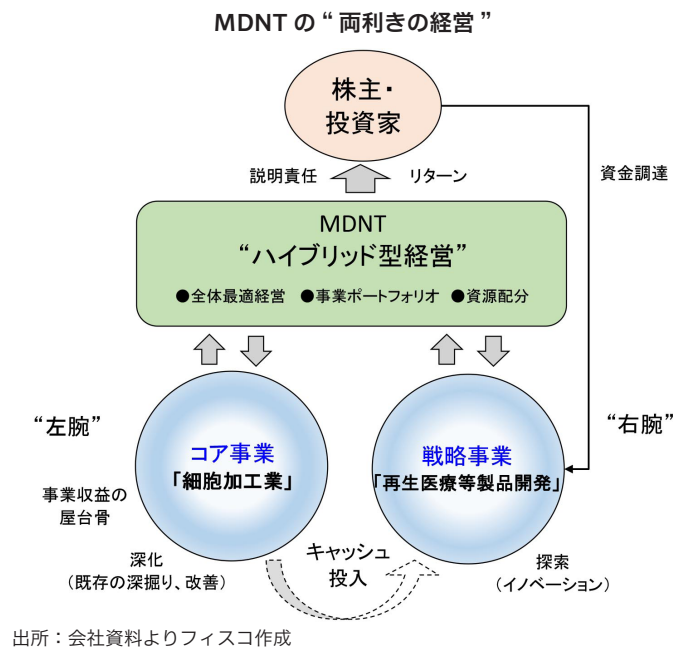 MDNT の “ 両利きの経営 ”
株主・
投資家
説明責任
リターン
資金調達
MDNT
“ハイブリッド型経営”
●全体最適経営 ●事業ポートフォリオ ●資源配分
“左腕”
“右腕”
コア事業
「細胞加工業」
戦略事業
「再生医療等製品開発」
事業収益の
屋台骨
深化
（既存の深掘り、改善）
キャッシュ
投入
探索
（イノベーション）
出所：会社資料よりフィスコ作成